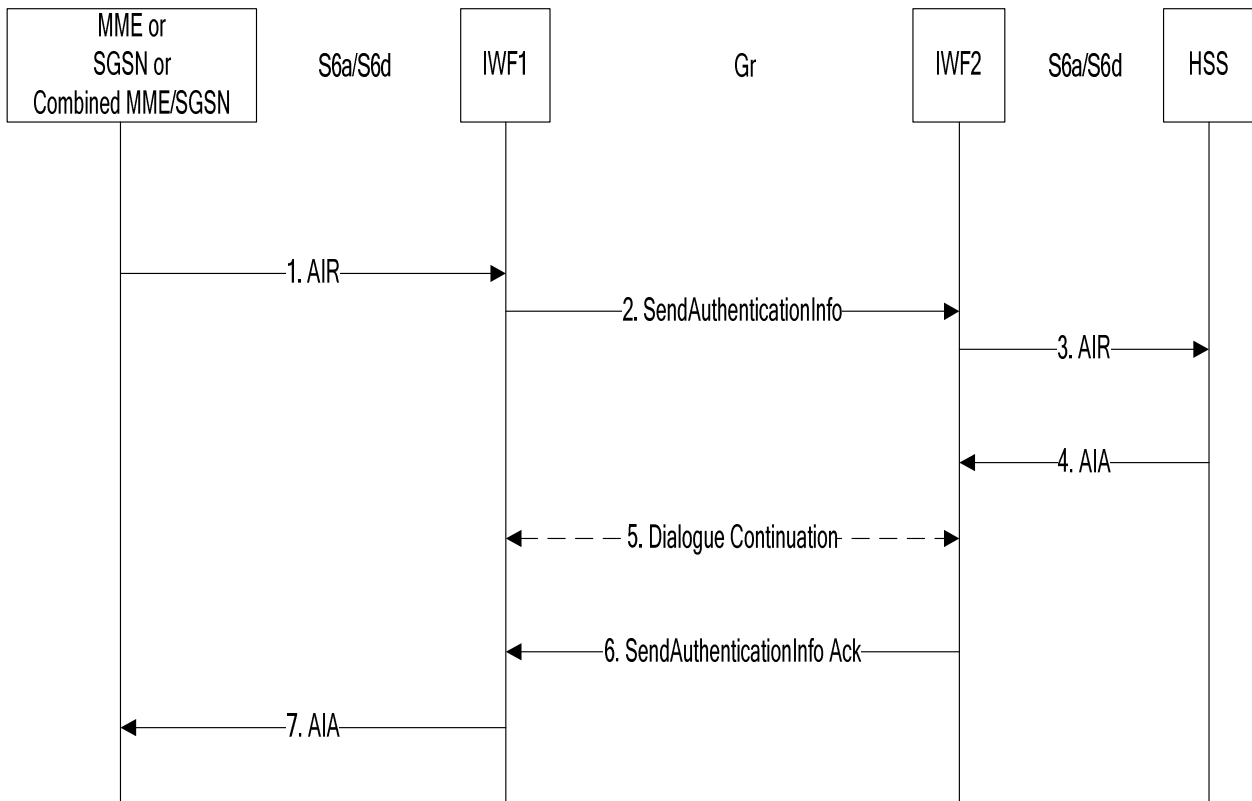 MME or
SGSN or
Combined MME/SGSN
S6a/S6d
IWF1
Gr
IWF2
S6a/S6d
HSS
1. AIR
2. SendAuthenticationInfo
3. AIR
4. AIA
5. Dialogue Continuation
6. SendAuthenticationInfo Ack
7. AIA